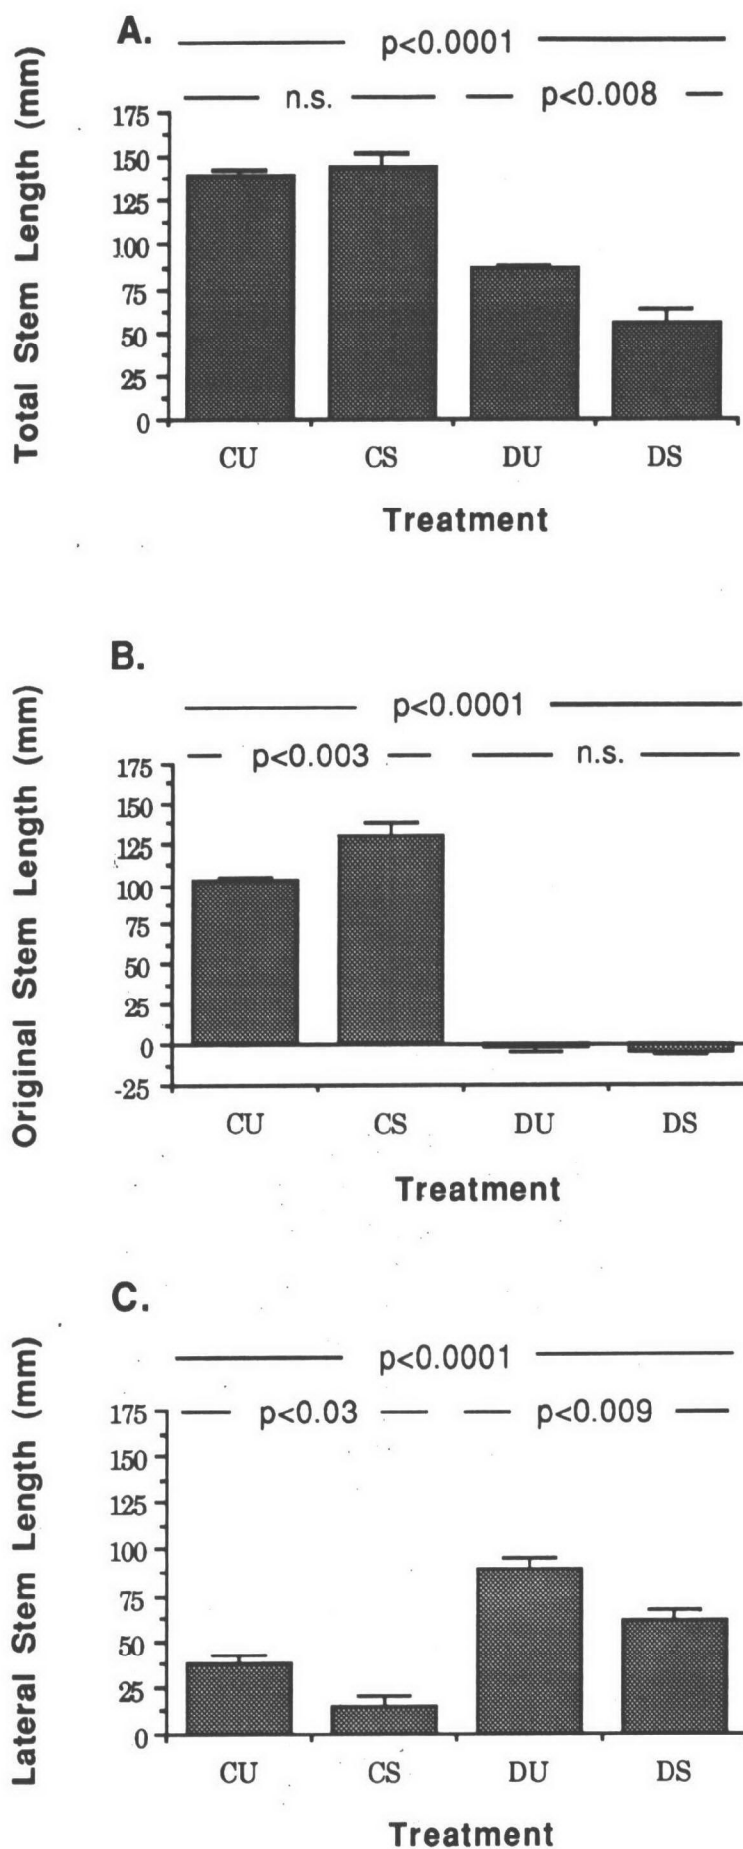 A.
p<0.0001
n.s. p<0.008
Total Stem Length (mm)
175
150
125
100
75
50
25
0
CU CS DU DS
Treatment
B.
p<0.0001
p<0.003 n.s.
Original Stem Length (mm)
175
150
125
100
75
50
25
0
-25
CU CS DU DS
Treatment
C.
p<0.0001
p<0.03 p<0.009
Lateral Stem Length (mm)
175
150
125
100
75
50
25
0
CU CS DU DS
Treatment